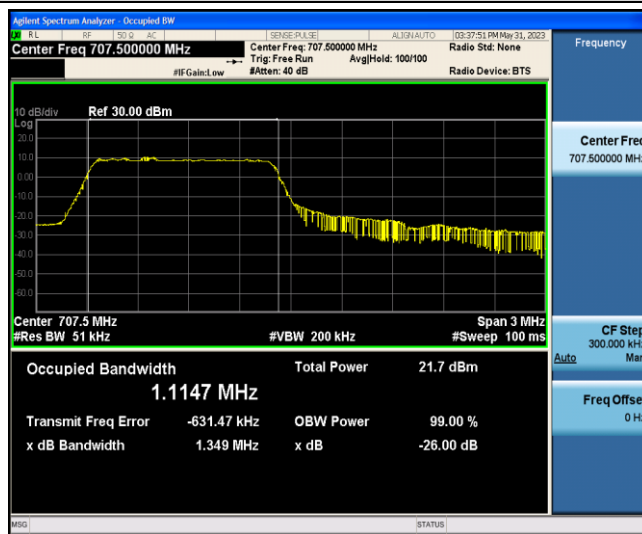 Agilent Spectrum Analyzer - Occupied BW
RL RF 50 Ω AC SENSE:PULSE ALIGNAUTO 03:37:51 PM May 31, 2023
Center Freq 707.500000 MHz
Center Freq: 707.500000 MHz Radio Std: None
Trig: Free Run Avg|Hold: 100/100
#IFGain:Low #Atten: 40 dB Radio Device: BTS
Frequency
10 dB/div Ref 30.00 dBm
Log
20.0
10.0
0.00
-10.0
-20.0
-30.0
-40.0
-50.0
-60.0
Center Freq
707.500000 MHz
Center 707.5 MHz Span 3 MHz
#Res BW 51 kHz #VBW 200 kHz #Sweep 100 ms
CF Step
300.000 kHz
Auto Man
Occupied Bandwidth Total Power 21.7 dBm
1.1147 MHz
Transmit Freq Error -631.47 kHz OBW Power 99.00 %
x dB Bandwidth 1.349 MHz x dB -26.00 dB
Freq Offse
0 H
MSG STATUS